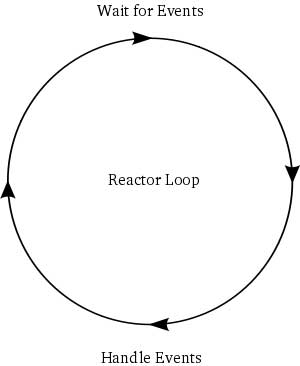 Wait for Events
Reactor Loop
Handle Events